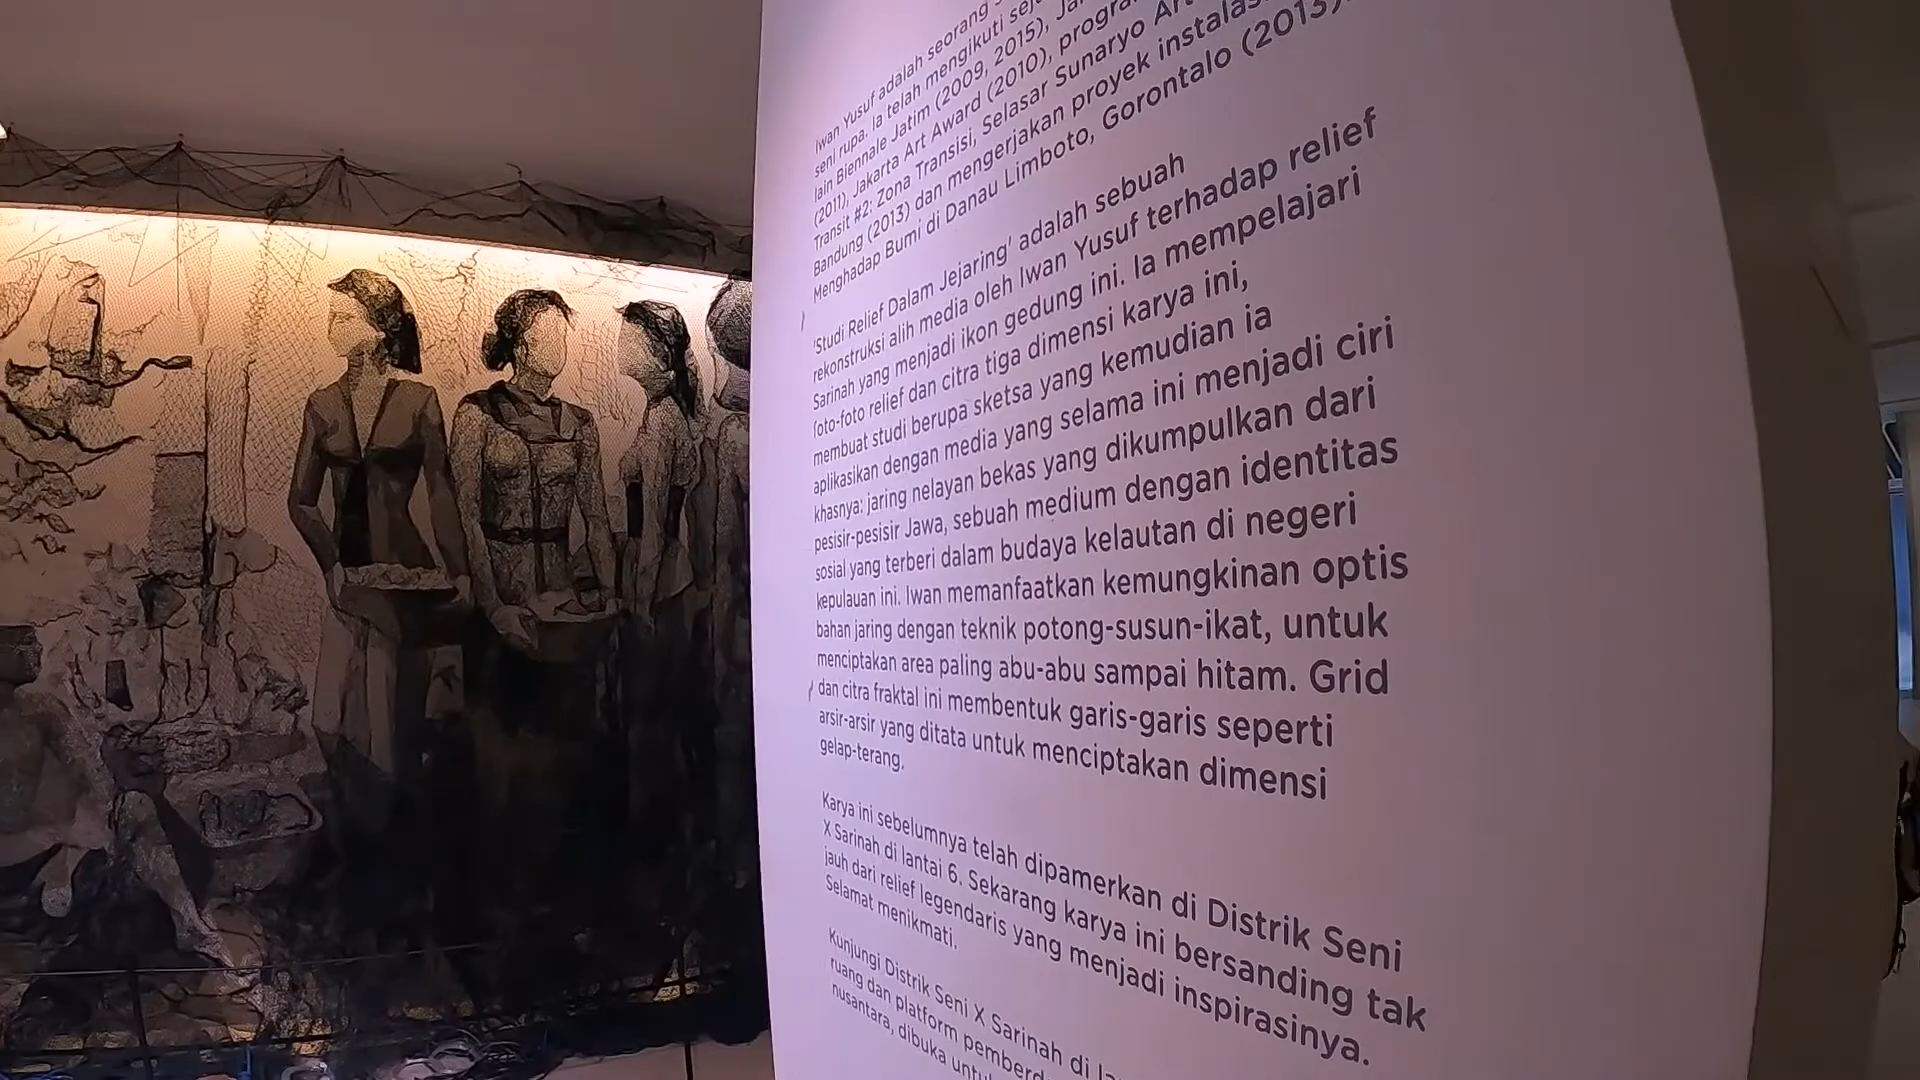 Iwan Yusuf adalah seorang
seni rupa. Ia telah mengikuti
lain Biennale Jatim (2009, 2015),
(2011), Jakarta Art Award (2010),
Transit #2: Zona Transisi, Selasar Sunaryo
Bandung (2013) dan mengerjakan proyek
Menghadap Bumi di Danau Limboto, Gorontalo (2013).
'Studi Relief Dalam Jejaring' adalah sebuah
rekonstruksi alih media oleh Iwan Yusuf terhadap relief
Sarinah yang menjadi ikon gedung ini. Ia mempelajari
foto-foto relief dan citra tiga dimensi karya ini,
membuat studi berupa sketsa yang kemudian ia
aplikasikan dengan media yang selama ini menjadi ciri
khasnya: jaring nelayan bekas yang dikumpulkan dari
pesisir-pesisir Jawa, sebuah medium dengan identitas
sosial yang terberi dalam budaya kelautan di negeri
kepulauan ini. Iwan memanfaatkan kemungkinan optis
bahan jaring dengan teknik potong-susun-ikat, untuk
menciptakan area paling abu-abu sampai hitam. Grid
dan citra fraktal ini membentuk garis-garis seperti
arsir-arsir yang ditata untuk menciptakan dimensi
gelap-terang.
Karya ini sebelumnya telah dipamerkan di Distrik Seni
X Sarinah di lantai 6. Sekarang karya ini bersanding tak
jauh dari relief legendaris yang menjadi inspirasinya.
Selamat menikmati.
Kunjungi Distrik Seni X Sarinah di
ruang dan platform
nusantara, dibuka